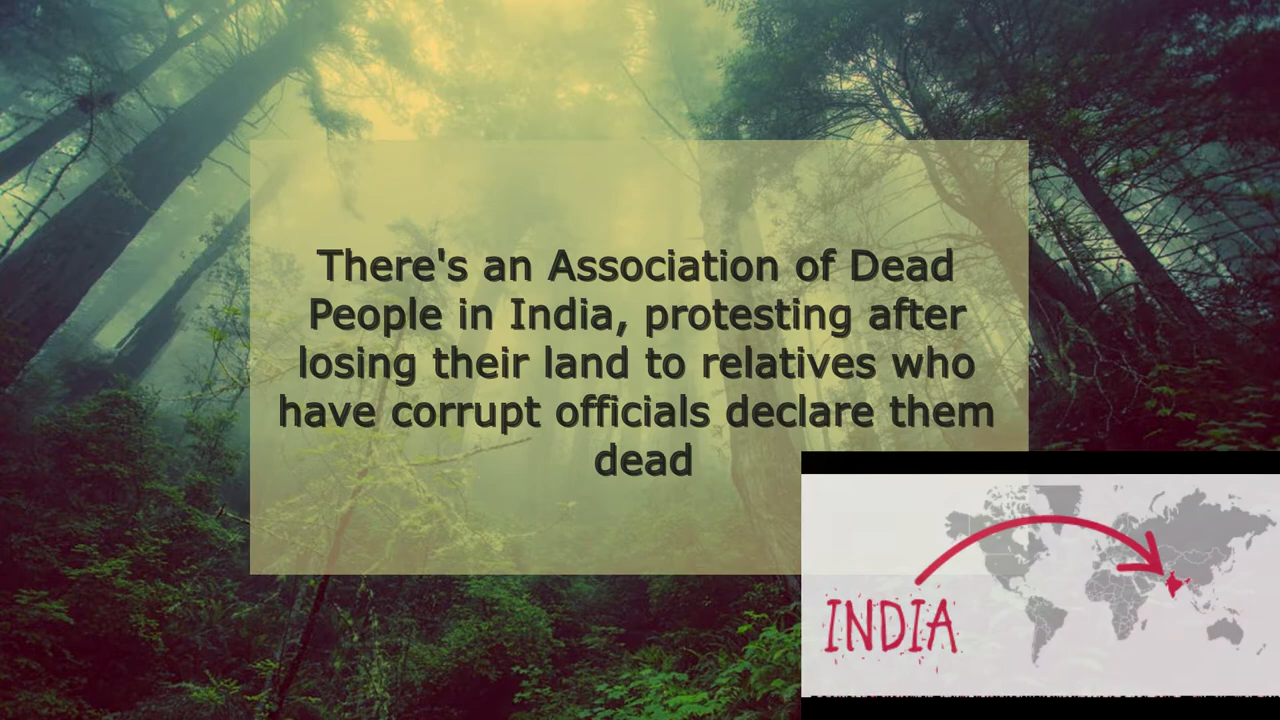 There's an Association of Dead
People in India, protesting after
losing their land to relatives who
have corrupt officials declare them
dead
INDIA